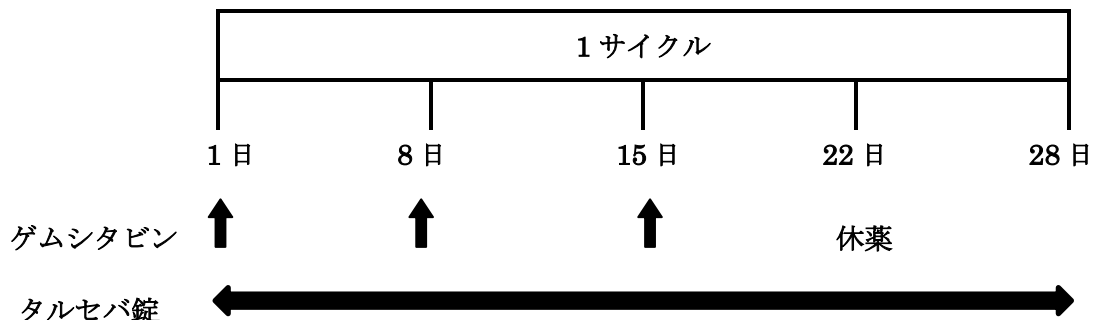 1 サイクル
1 日 8 日 15 日 22 日 28 日
ゲムシタビン 休薬
タルセバ錠